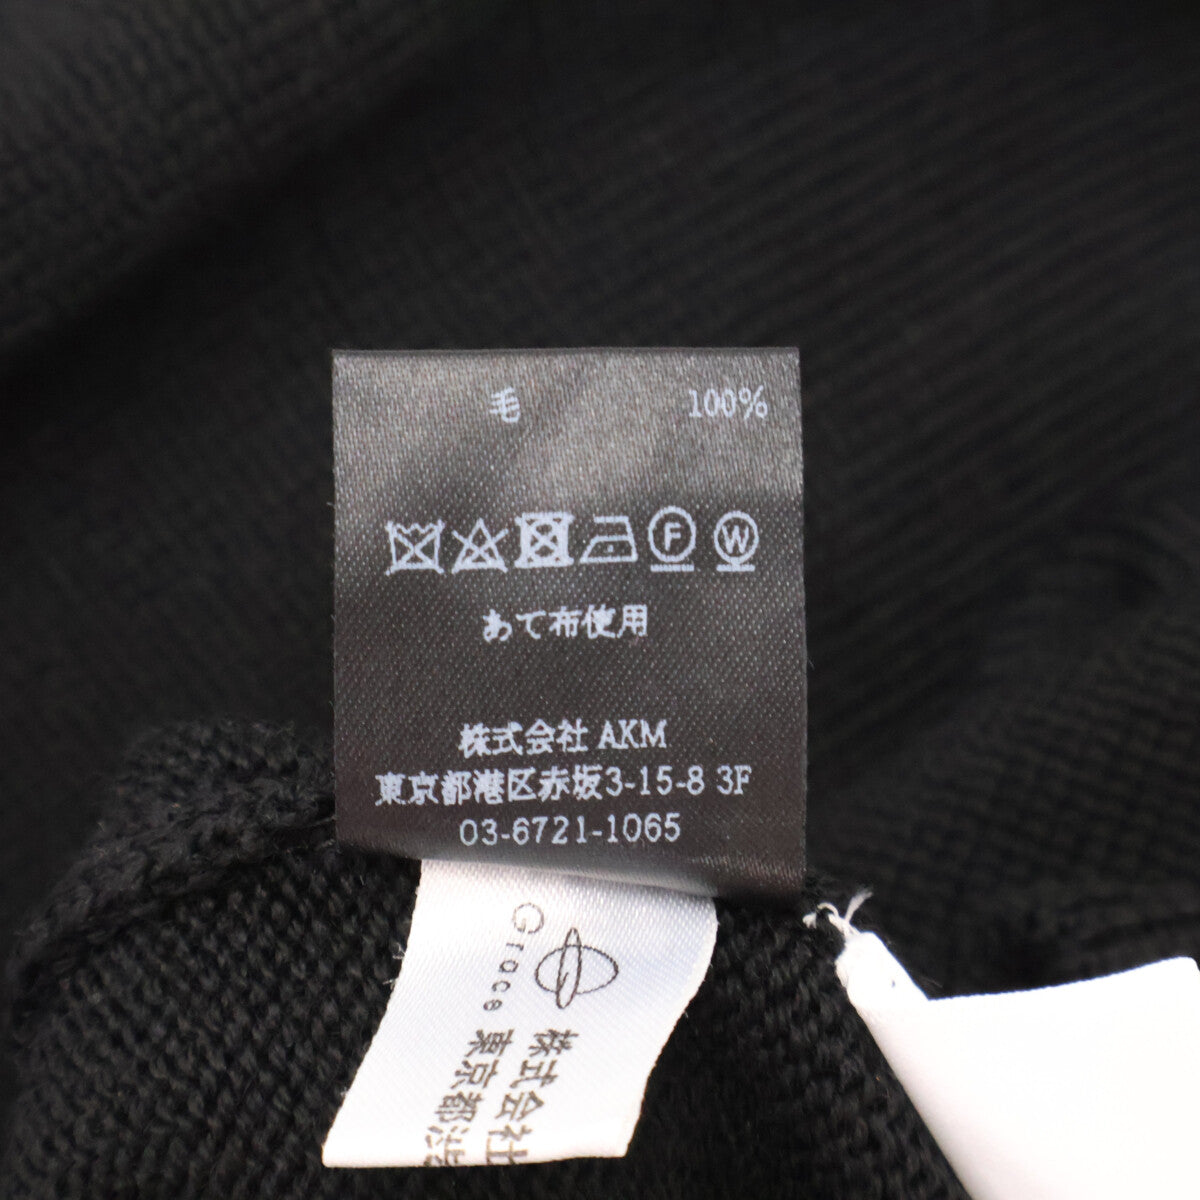 毛 100%
F W
あて布使用
株式会社 AKM
東京都港区赤坂3-15-8 3F
03-6721-1065
Grace
株式会社
東京都港